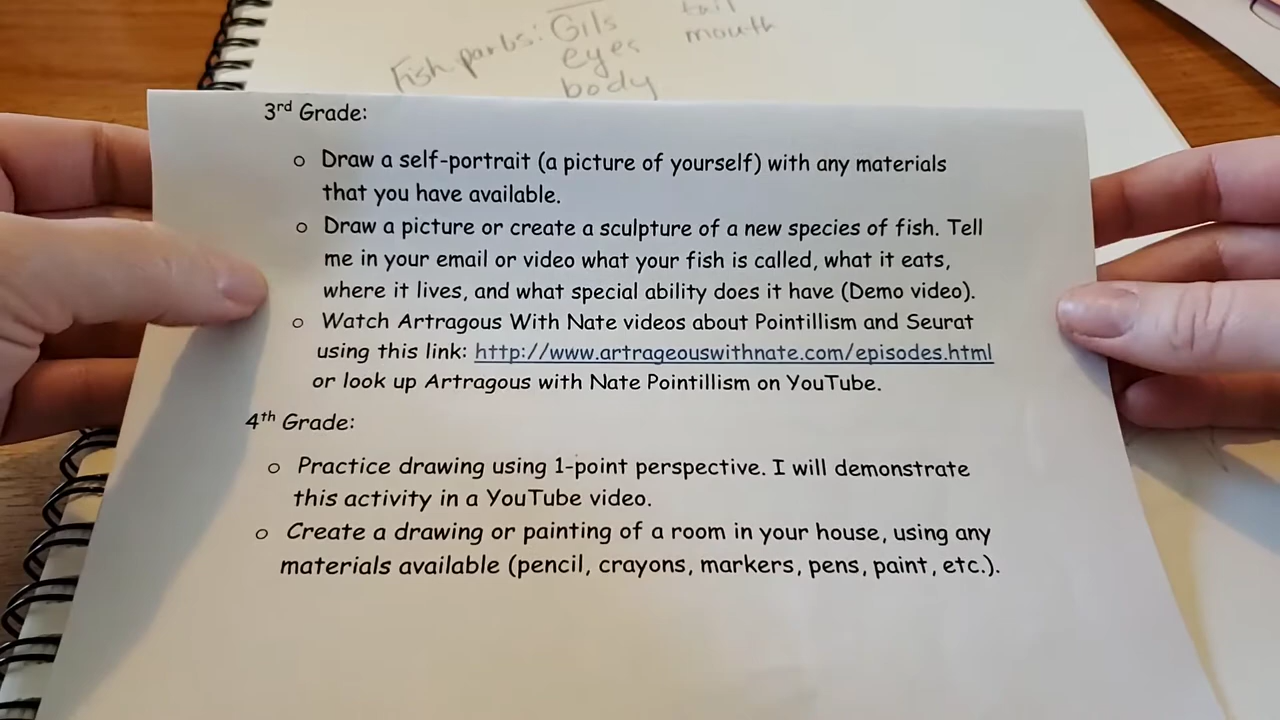 Fish parts: Gils tail
eyes mouth
body
3rd Grade:
o Draw a self-portrait (a picture of yourself) with any materials
that you have available.
o Draw a picture or create a sculpture of a new species of fish. Tell
me in your email or video what your fish is called, what it eats,
where it lives, and what special ability does it have (Demo video).
o Watch Artragous With Nate videos about Pointillism and Seurat
using this link: http://www.artrageouswithnate.com/episodes.html
or look up Artragous with Nate Pointillism on YouTube.
4th Grade:
o Practice drawing using 1-point perspective. I will demonstrate
this activity in a YouTube video.
o Create a drawing or painting of a room in your house, using any
materials available (pencil, crayons, markers, pens, paint, etc.).